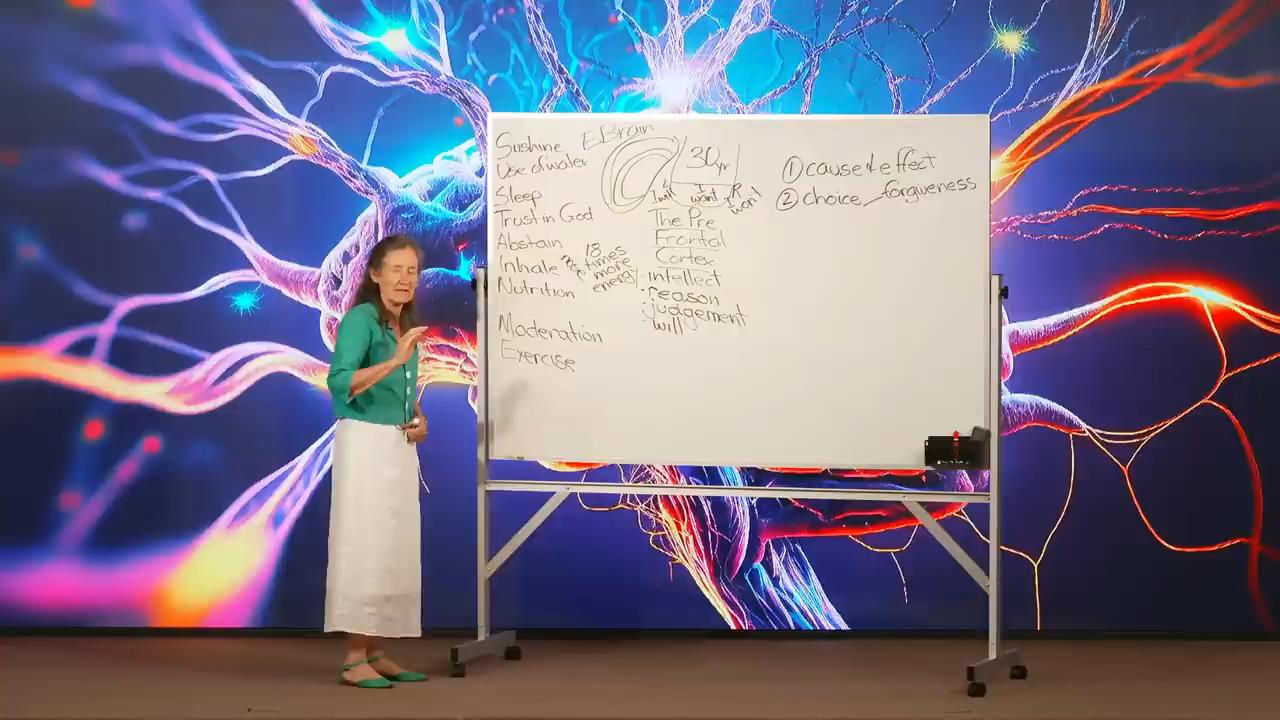 Sushine
Use of water
Sleep
Trust in God
Abstain
Inhale
Nutrition
Moderation
Exercise
Brain
18
times
more
energy
30yr
I will
I want
won't
The Pre
Frontal
Cortex
· intellect
· reason
· judgement
· will
① cause & effect
② choice forgiveness